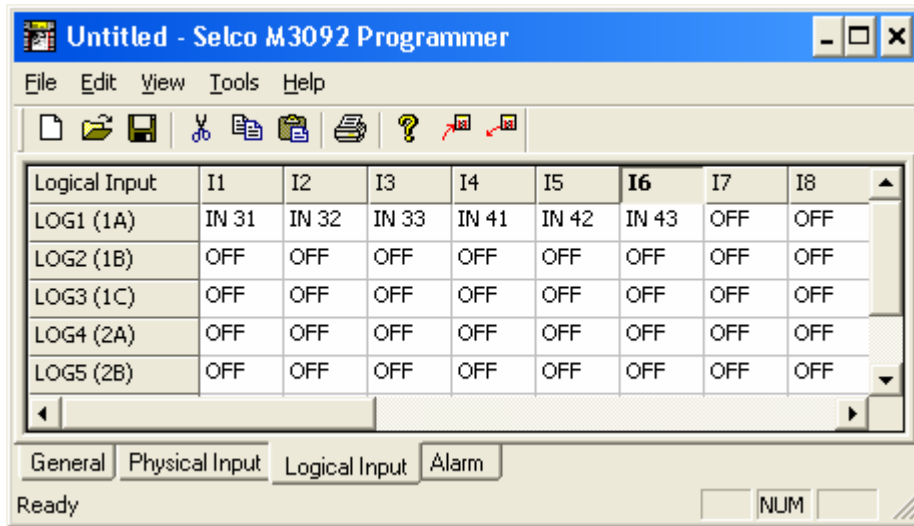 Untitled - Selco M3092 Programmer
File Edit View Tools Help
Logical Input I1 I2 I3 I4 I5 I6 I7 I8
LOG1 (1A) IN 31 IN 32 IN 33 IN 41 IN 42 IN 43 OFF OFF
LOG2 (1B) OFF OFF OFF OFF OFF OFF OFF OFF
LOG3 (1C) OFF OFF OFF OFF OFF OFF OFF OFF
LOG4 (2A) OFF OFF OFF OFF OFF OFF OFF OFF
LOG5 (2B) OFF OFF OFF OFF OFF OFF OFF OFF
General Physical Input Logical Input Alarm
Ready NUM